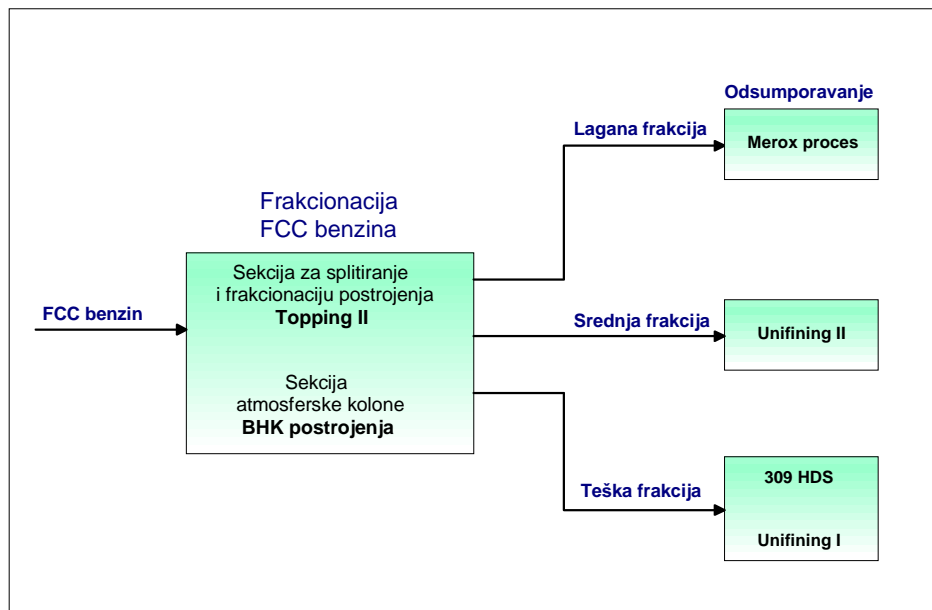 Odsumporavanje
Lagana frakcija
Merox proces
Frakcionacija
FCC benzina
Sekcija za splitiranje
i frakcionaciju postrojenja
Topping II
FCC benzin
Srednja frakcija
Unifining II
Sekcija
atmosferske kolone
BHK postrojenja
309 HDS
Teška frakcija
Unifining I